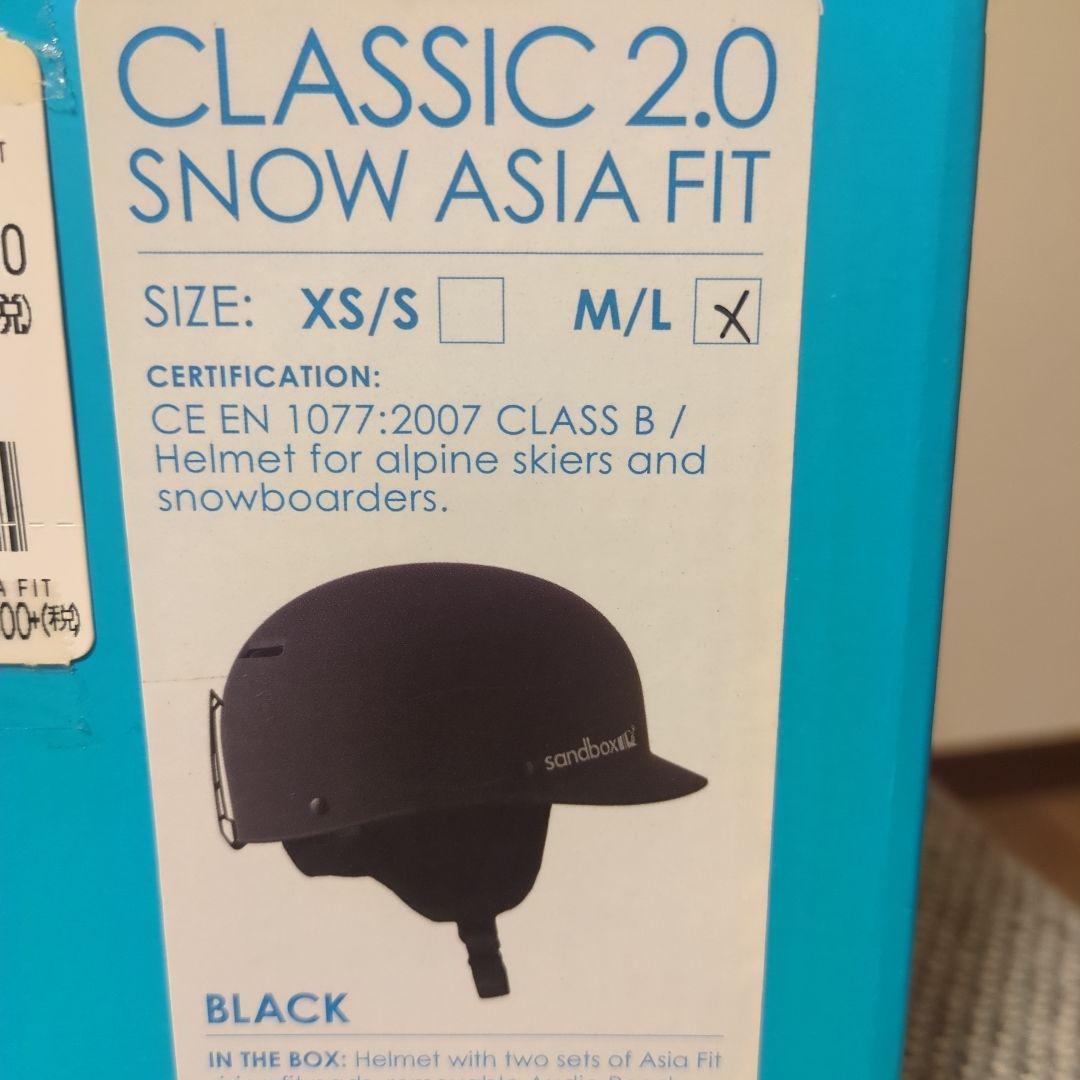 CLASSIC 2.0
SNOW ASIA FIT
SIZE: XS/S M/L X
CERTIFICATION:
CE EN 1077:2007 CLASS B /
Helmet for alpine skiers and
snowboarders.
sandbox
BLACK
IN THE BOX: Helmet with two sets of Asia Fit
T
0
税)
A FIT
00+(税)